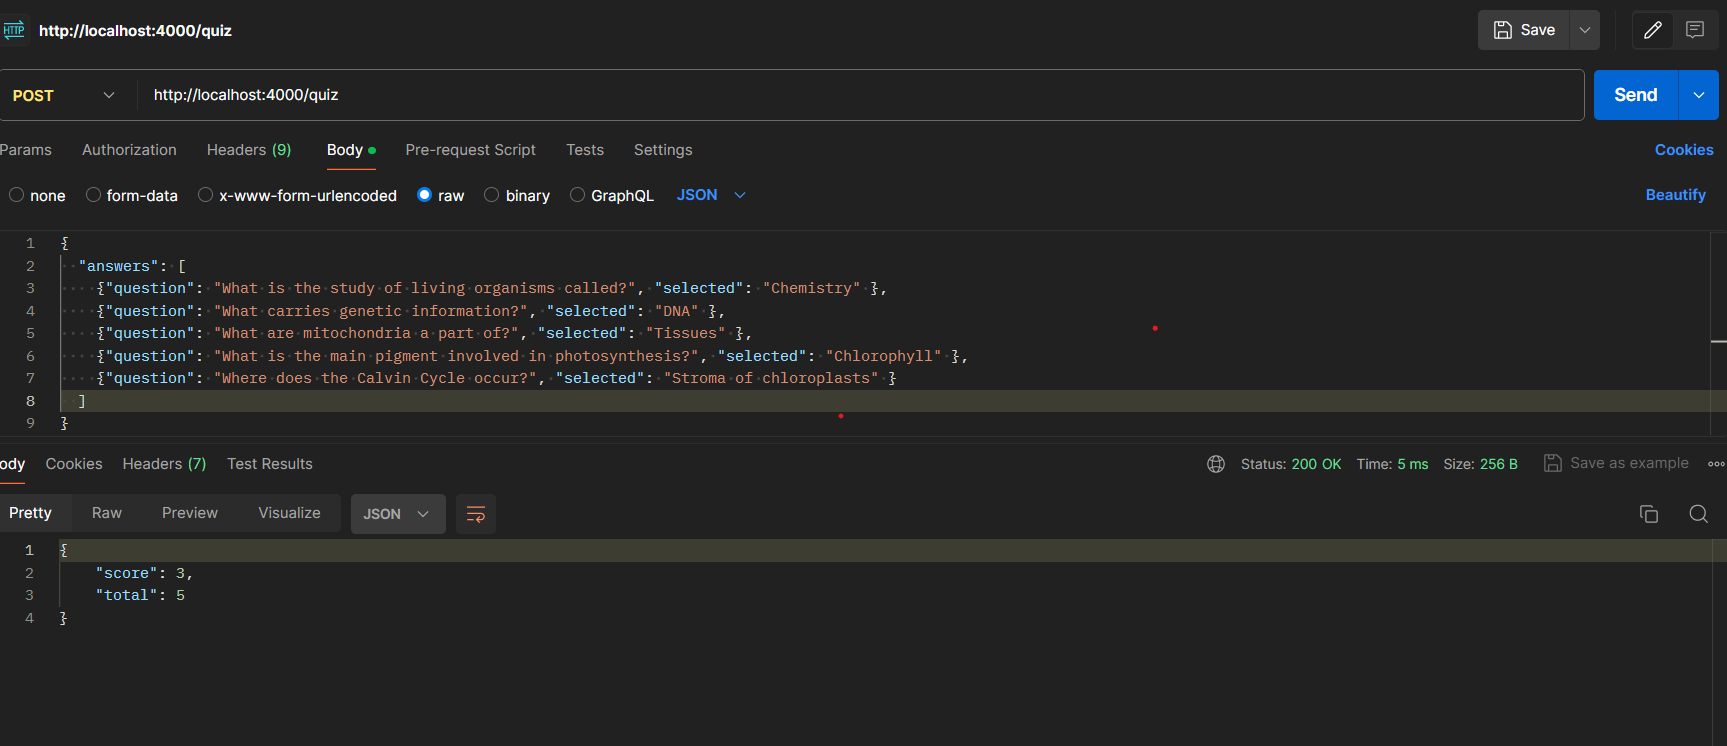 HTTP http://localhost:4000/quiz Save
POST http://localhost:4000/quiz Send
Params Authorization Headers (9) Body Pre-request Script Tests Settings Cookies
none form-data x-www-form-urlencoded raw binary GraphQL JSON Beautify
1 {
2 "answers": [
3 {"question": "What is the study of living organisms called?", "selected": "Chemistry" },
4 {"question": "What carries genetic information?", "selected": "DNA" },
5 {"question": "What are mitochondria a part of?", "selected": "Tissues" },
6 {"question": "What is the main pigment involved in photosynthesis?", "selected": "Chlorophyll" },
7 {"question": "Where does the Calvin Cycle occur?", "selected": "Stroma of chloroplasts" }
8 ]
9 }
ody Cookies Headers (7) Test Results Status: 200 OK Time: 5 ms Size: 256 B Save as example
Pretty Raw Preview Visualize JSON
1 {
2 "score": 3,
3 "total": 5
4 }